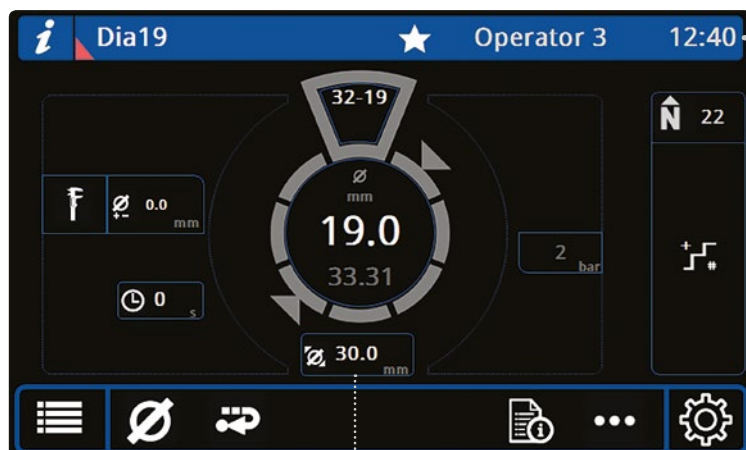 i Dia19 Operator 3 12:40
32-19
N 22
Ø
mm
Ø +- 0.0 mm
19.0
33.31
2 bar
+ #
0 s
Ø 30.0 mm
Ø i